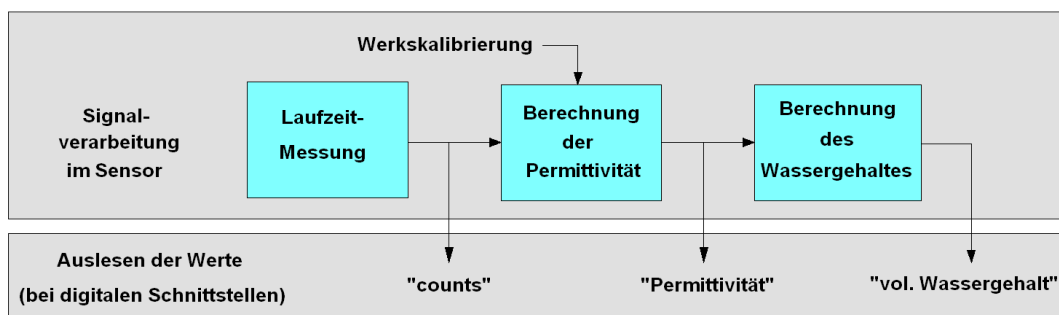 Werkskalibrierung
Signal-
verarbeitung
im Sensor
Laufzeit-
Messung
Berechnung
der
Permittivität
Berechnung
des
Wassergehaltes
Auslesen der Werte
(bei digitalen Schnittstellen)
"counts"
"Permittivität"
"vol. Wassergehalt"